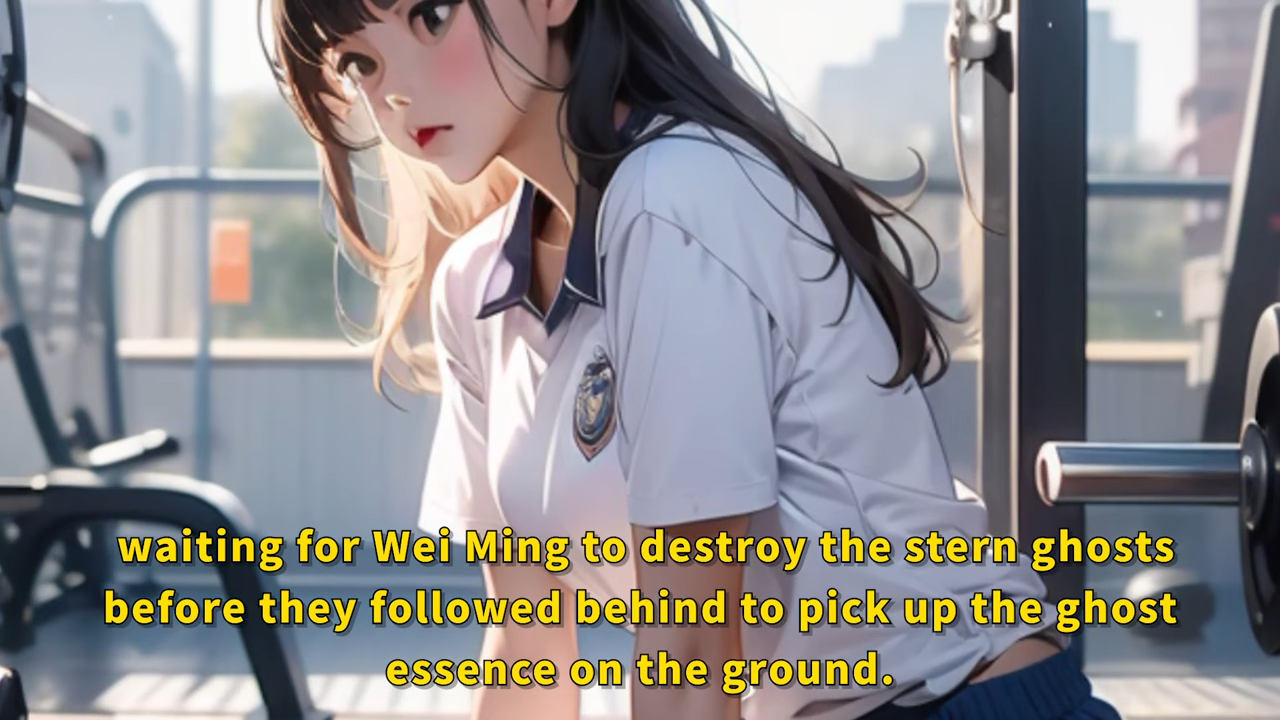 waiting for Wei Ming to destroy the stern ghosts
before they followed behind to pick up the ghost
essence on the ground.